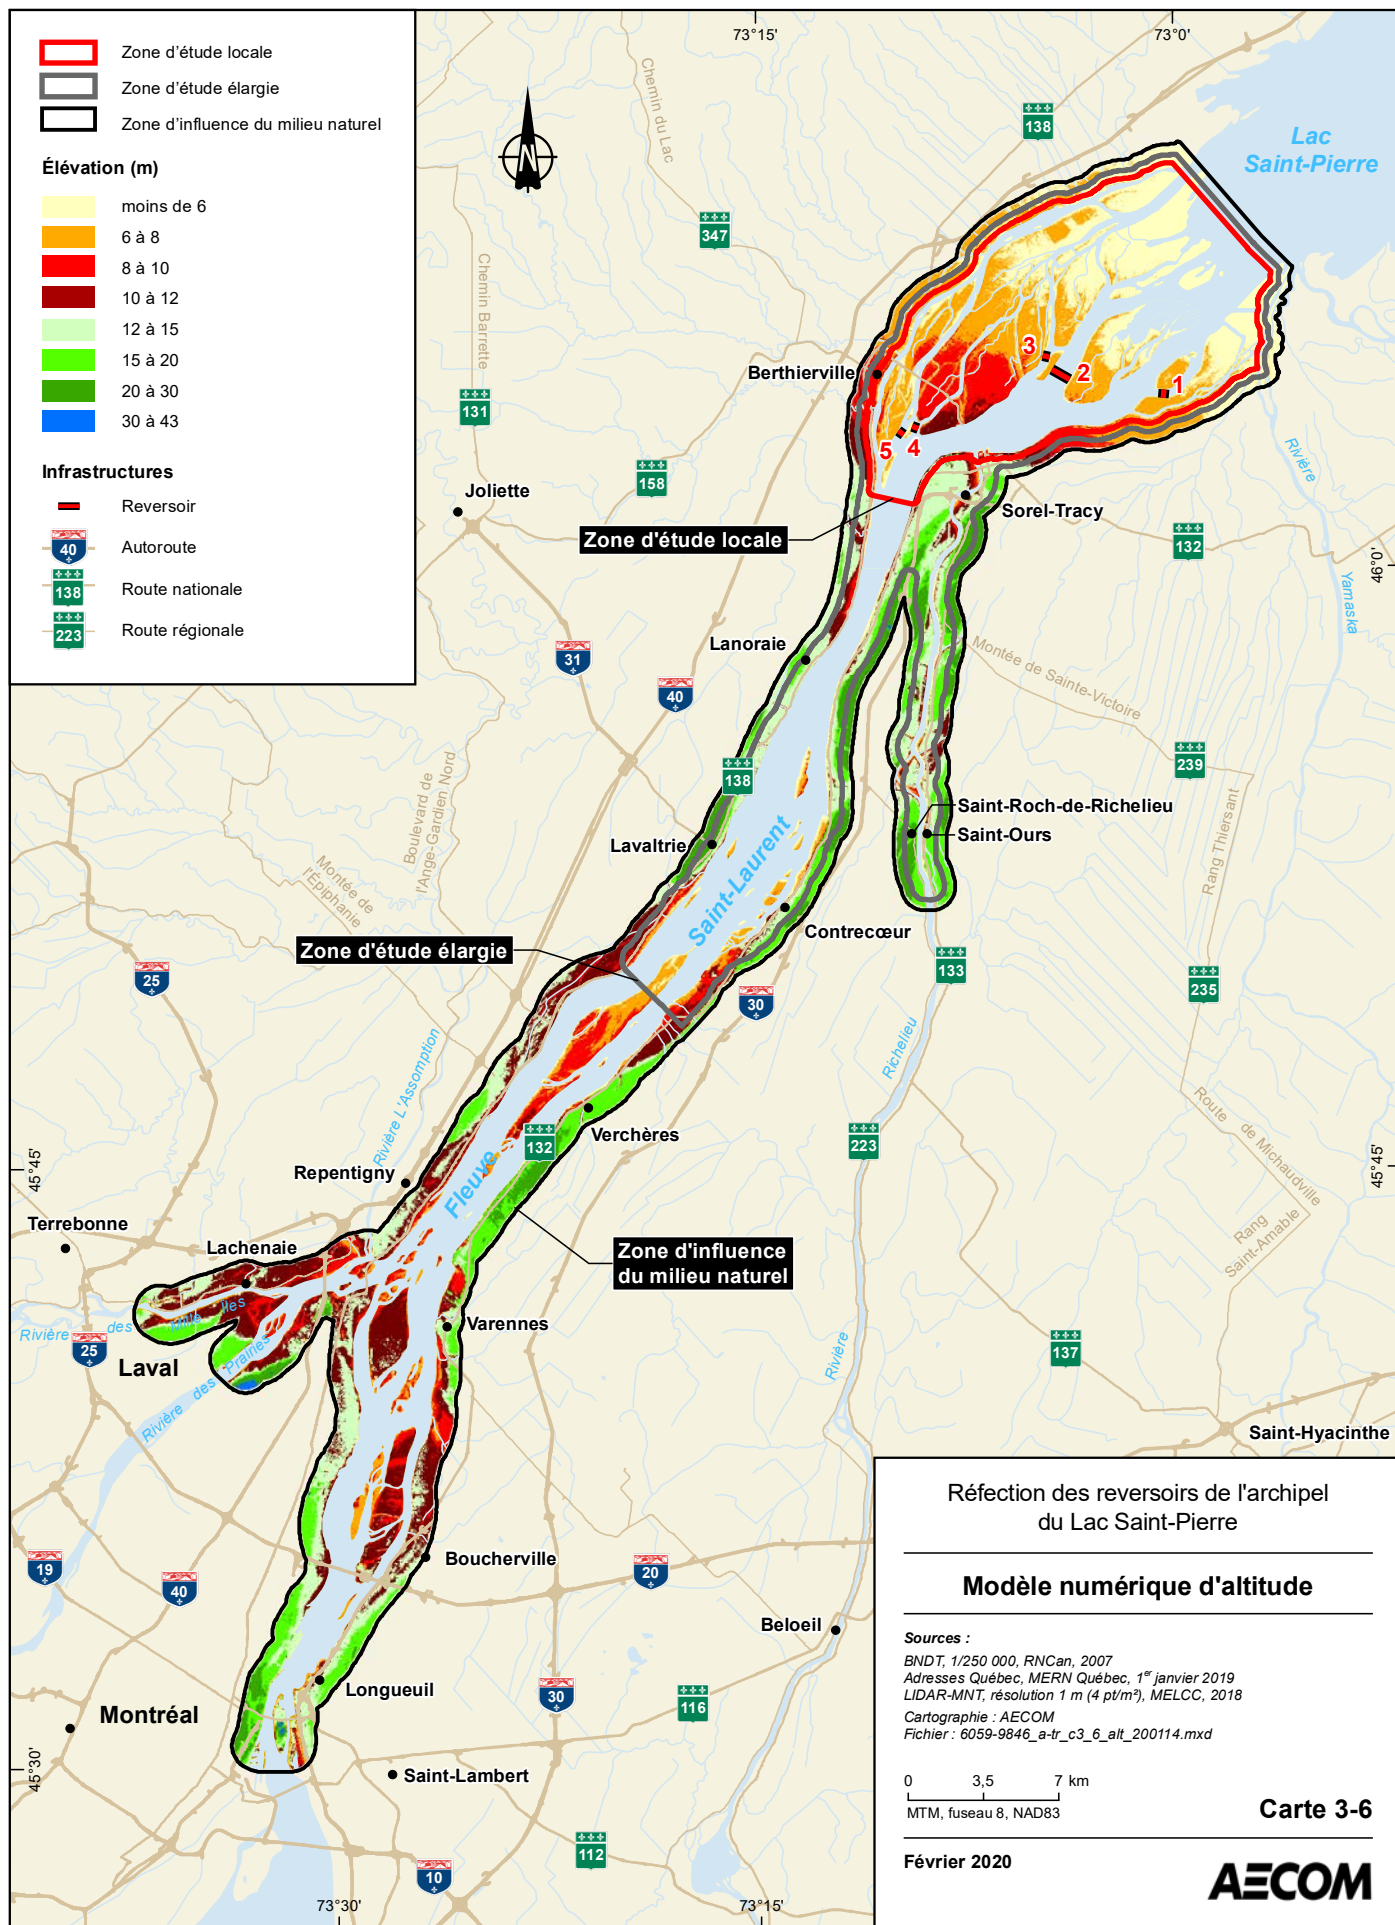 Zone d'étude locale
Zone d'étude élargie
Zone d'influence du milieu naturel
Élévation (m)
moins de 6
6 à 8
8 à 10
10 à 12
12 à 15
15 à 20
20 à 30
30 à 43
Infrastructures
Reversoir
40
Autoroute
138
Route nationale
223
Route régionale
73°15'
73°0'
N
Chemin du Lac
138
Lac
Saint-Pierre
347
Chemin Barrette
3
2
1
Berthierville
131
5
4
Rivière
Yamaska
158
Joliette
Sorel-Tracy
Zone d'étude locale
132
46°0'
Lanoraie
31
40
Montée de Sainte-Victoire
Boulevard de
l'Ange-Gardien Nord
138
239
Saint-Roch-de-Richelieu
Saint-Ours
Lavaltrie
Rang Thiersant
Montée de
l'Épiphanie
Saint-Laurent
Contrecœur
Zone d'étude élargie
25
133
235
30
Richelieu
Rivière L'Assomption
Route de Michaudville
Verchères
132
223
45°45'
45°45'
Repentigny
Fleuve
Terrebonne
Lachenaie
Rang
Saint-Amable
Zone d'influence
du milieu naturel
Rivière des Mille Iles
Varennes
25
Laval
Rivière des Prairies
Rivière
137
Saint-Hyacinthe
Boucherville
19
40
20
Beloeil
Longueuil
30
116
Montréal
45°30'
Saint-Lambert
112
10
73°30'
73°15'
Réfection des reversoirs de l'archipel
du Lac Saint-Pierre
Modèle numérique d'altitude
Sources :
BNDT, 1/250 000, RNCan, 2007
Adresses Québec, MERN Québec, 1er janvier 2019
LIDAR-MNT, résolution 1 m (4 pt/m²), MELCC, 2018
Cartographie : AECOM
Fichier : 6059-9846_a-tr_c3_6_alt_200114.mxd
0 3,5 7 km
MTM, fuseau 8, NAD83
Carte 3-6
Février 2020
AECOM